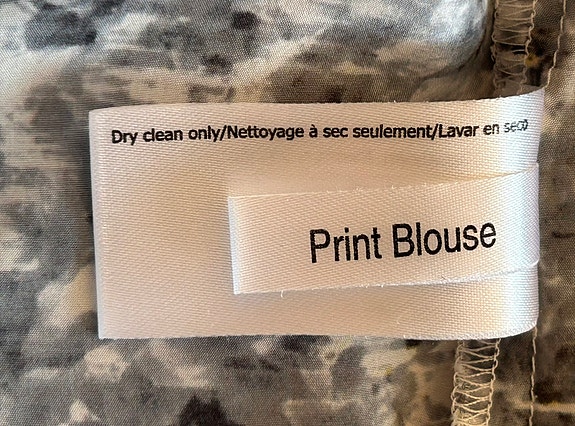 Dry clean only/Nettoyage à sec seulement/Lavar en seco
Print Blouse